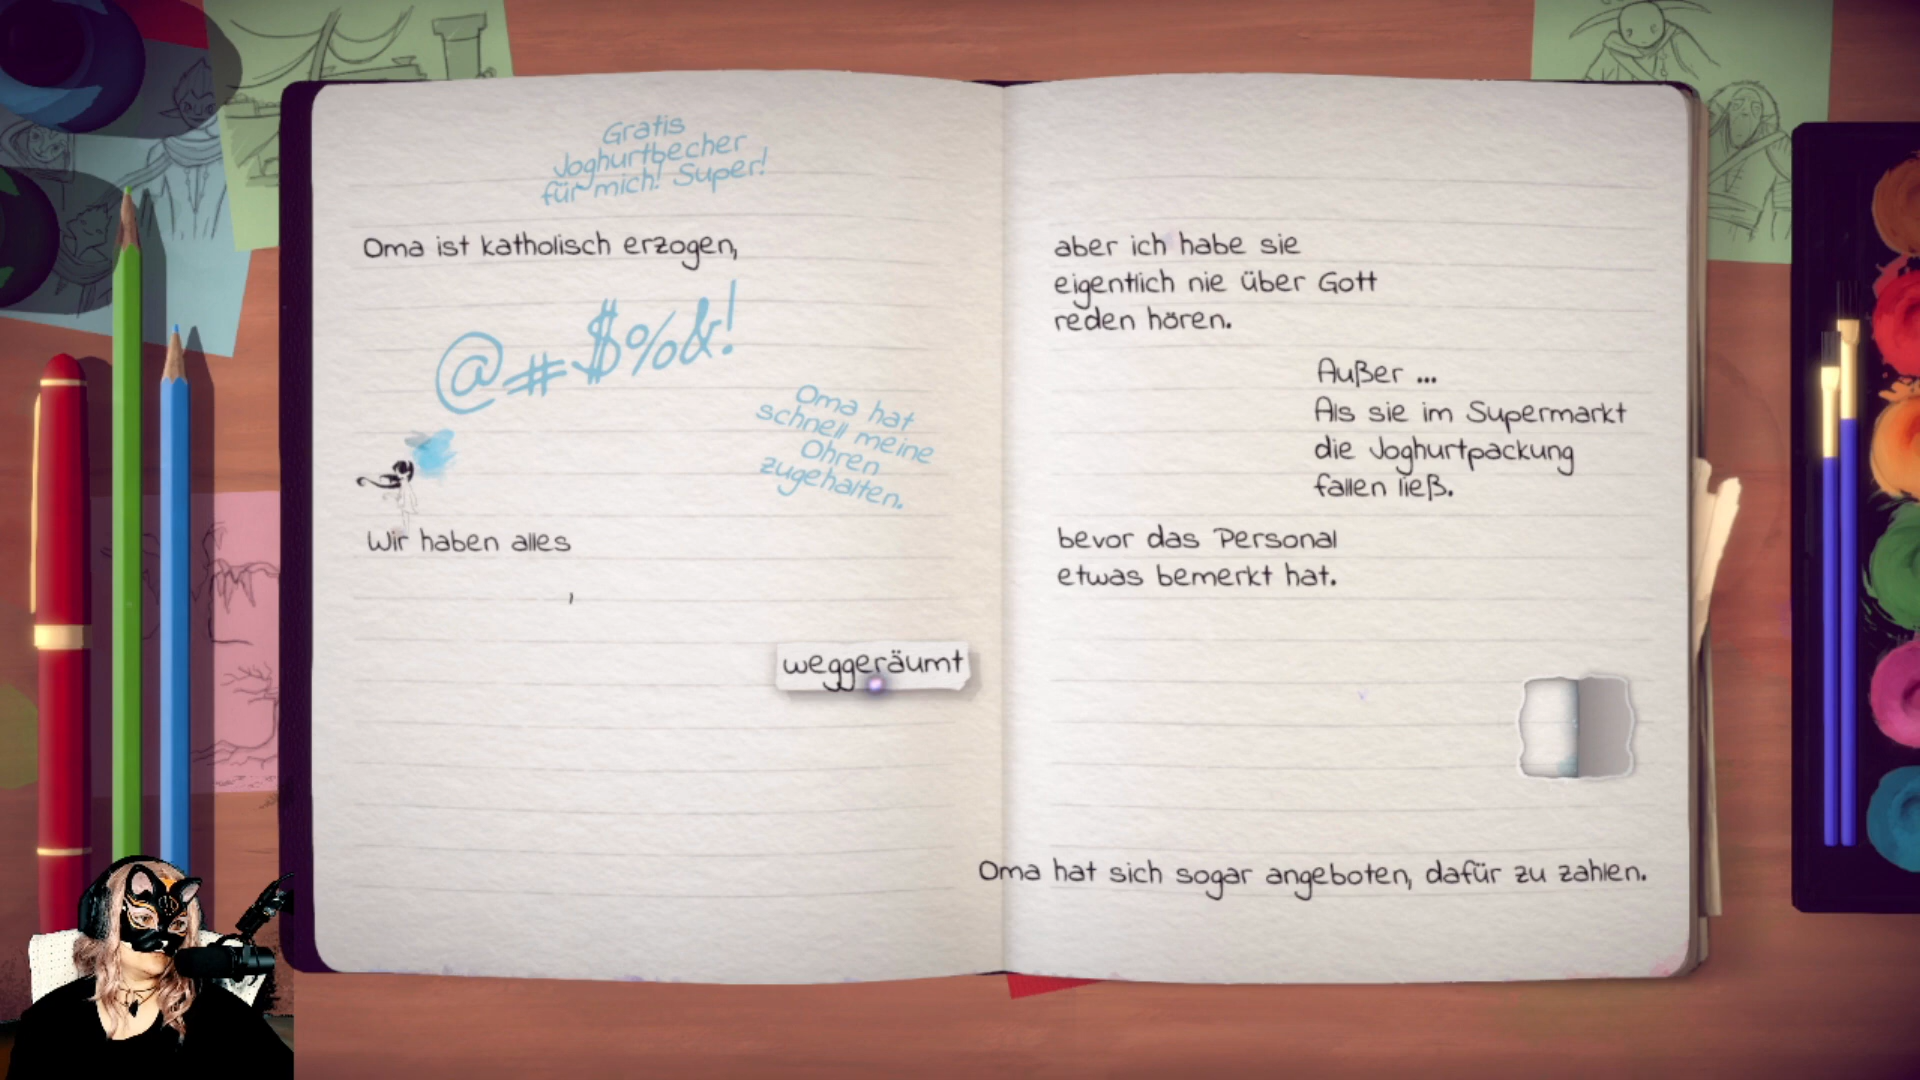 Gratis
Joghurtbecher
für mich! Super!
Oma ist katholisch erzogen,
@#$%&!
Oma hat
schnell meine
Ohren
zugehalten.
Wir haben alles
,
weggeräumt
aber ich habe sie
eigentlich nie über Gott
reden hören.
Außer ...
Als sie im Supermarkt
die Joghurtpackung
fallen ließ.
bevor das Personal
etwas bemerkt hat.
Oma hat sich sogar angeboten, dafür zu zahlen.